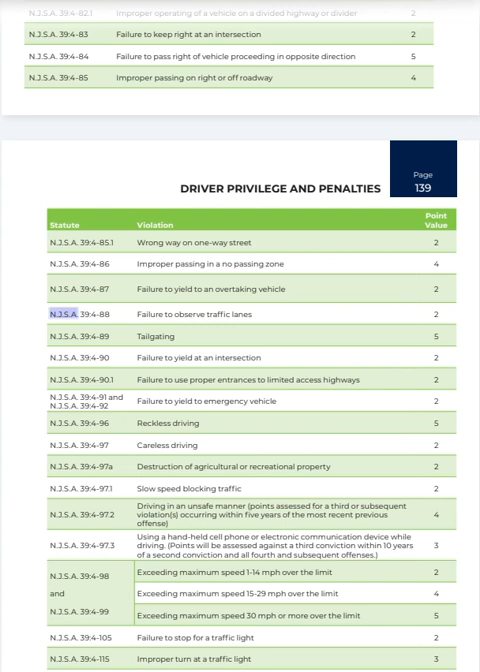 N.J.S.A. 39:4-82.1 Improper operating of a vehicle on a divided highway or divider 2
N.J.S.A. 39:4-83 Failure to keep right at an intersection 2
N.J.S.A. 39:4-84 Failure to pass right of vehicle proceeding in opposite direction 5
N.J.S.A. 39:4-85 Improper passing on right or off roadway 4
Page
139
DRIVER PRIVILEGE AND PENALTIES
Statute Violation Point
Value
N.J.S.A. 39:4-85.1 Wrong way on one-way street 2
N.J.S.A. 39:4-86 Improper passing in a no passing zone 4
N.J.S.A. 39:4-87 Failure to yield to an overtaking vehicle 2
N.J.S.A. 39:4-88 Failure to observe traffic lanes 2
N.J.S.A. 39:4-89 Tailgating 5
N.J.S.A. 39:4-90 Failure to yield at an intersection 2
N.J.S.A. 39:4-90.1 Failure to use proper entrances to limited access highways 2
N.J.S.A. 39:4-91 and
N.J.S.A. 39:4-92 Failure to yield to emergency vehicle 2
N.J.S.A. 39:4-96 Reckless driving 5
N.J.S.A. 39:4-97 Careless driving 2
N.J.S.A. 39:4-97a Destruction of agricultural or recreational property 2
N.J.S.A. 39:4-97.1 Slow speed blocking traffic 2
N.J.S.A. 39:4-97.2 Driving in an unsafe manner (points assessed for a third or subsequent
violation(s) occurring within five years of the most recent previous
offense) 4
N.J.S.A. 39:4-97.3 Using a hand-held cell phone or electronic communication device while
driving. (Points will be assessed against a third conviction within 10 years
of a second conviction and all fourth and subsequent offenses.) 3
N.J.S.A. 39:4-98
and
N.J.S.A. 39:4-99
Exceeding maximum speed 1-14 mph over the limit 2
Exceeding maximum speed 15-29 mph over the limit 4
Exceeding maximum speed 30 mph or more over the limit 5
N.J.S.A. 39:4-105 Failure to stop for a traffic light 2
N.J.S.A. 39:4-115 Improper turn at a traffic light 3